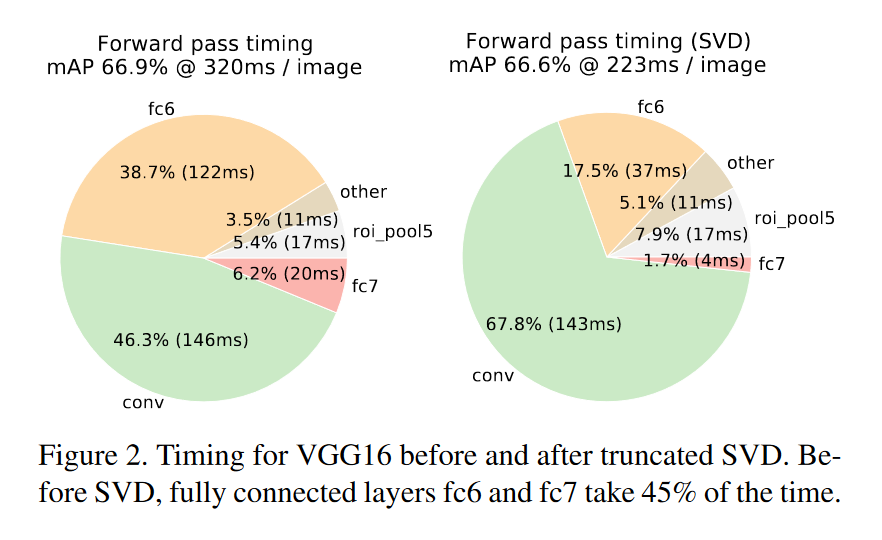 Forward pass timing
mAP 66.9% @ 320ms / image
fc6
38.7% (122ms)
other
3.5% (11ms)
roi_pool5
5.4% (17ms)
6.2% (20ms)
fc7
46.3% (146ms)
conv
Forward pass timing (SVD)
mAP 66.6% @ 223ms / image
fc6
17.5% (37ms)
other
5.1% (11ms)
roi_pool5
7.9% (17ms)
1.7% (4ms)
fc7
67.8% (143ms)
conv
Figure 2. Timing for VGG16 before and after truncated SVD. Be-
fore SVD, fully connected layers fc6 and fc7 take 45% of the time.